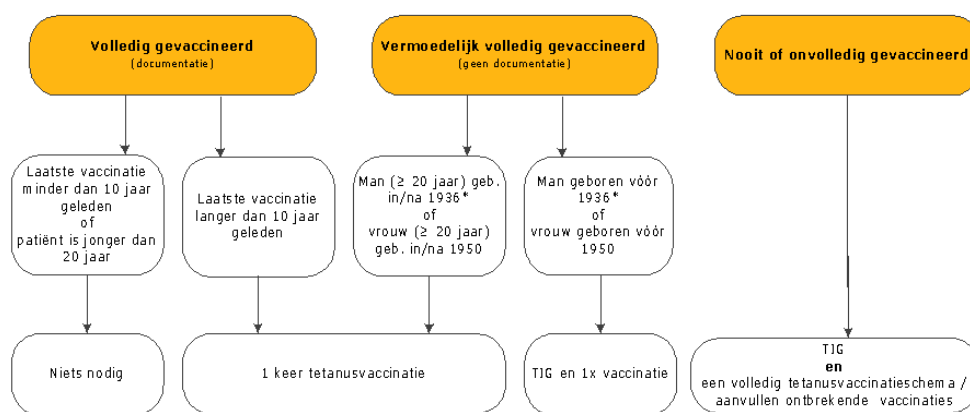 Volledig gevaccineerd
(documentatie)
Vermoedelijk volledig gevaccineerd
(geen documentatie)
Nooit of onvolledig gevaccineerd
Laatste vaccinatie
minder dan 10 jaar
geleden
of
patiënt is jonger dan
20 jaar
Laatste vaccinatie
langer dan 10 jaar
geleden
Man (≥ 20 jaar) geb.
in/na 1936*
of
vrouw (≥ 20 jaar)
geb. in/na 1950
Man geboren vóór
1936*
of
vrouw geboren vóór
1950
Niets nodig
1 keer tetanusvaccinatie
TIG en 1x vaccinatie
TIG
en
een volledig tetanusvaccinatieschema /
aanvullen ontbrekende vaccinaties